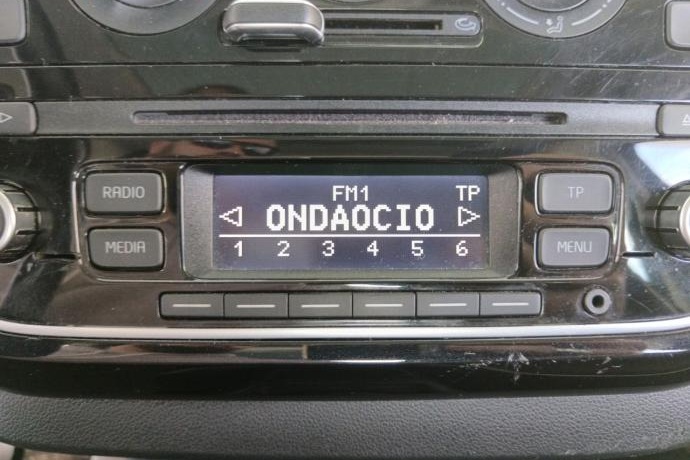 RADIO
MEDIA
FM1 TP
ONDAOCIO
1 2 3 4 5 6
TP
MENU